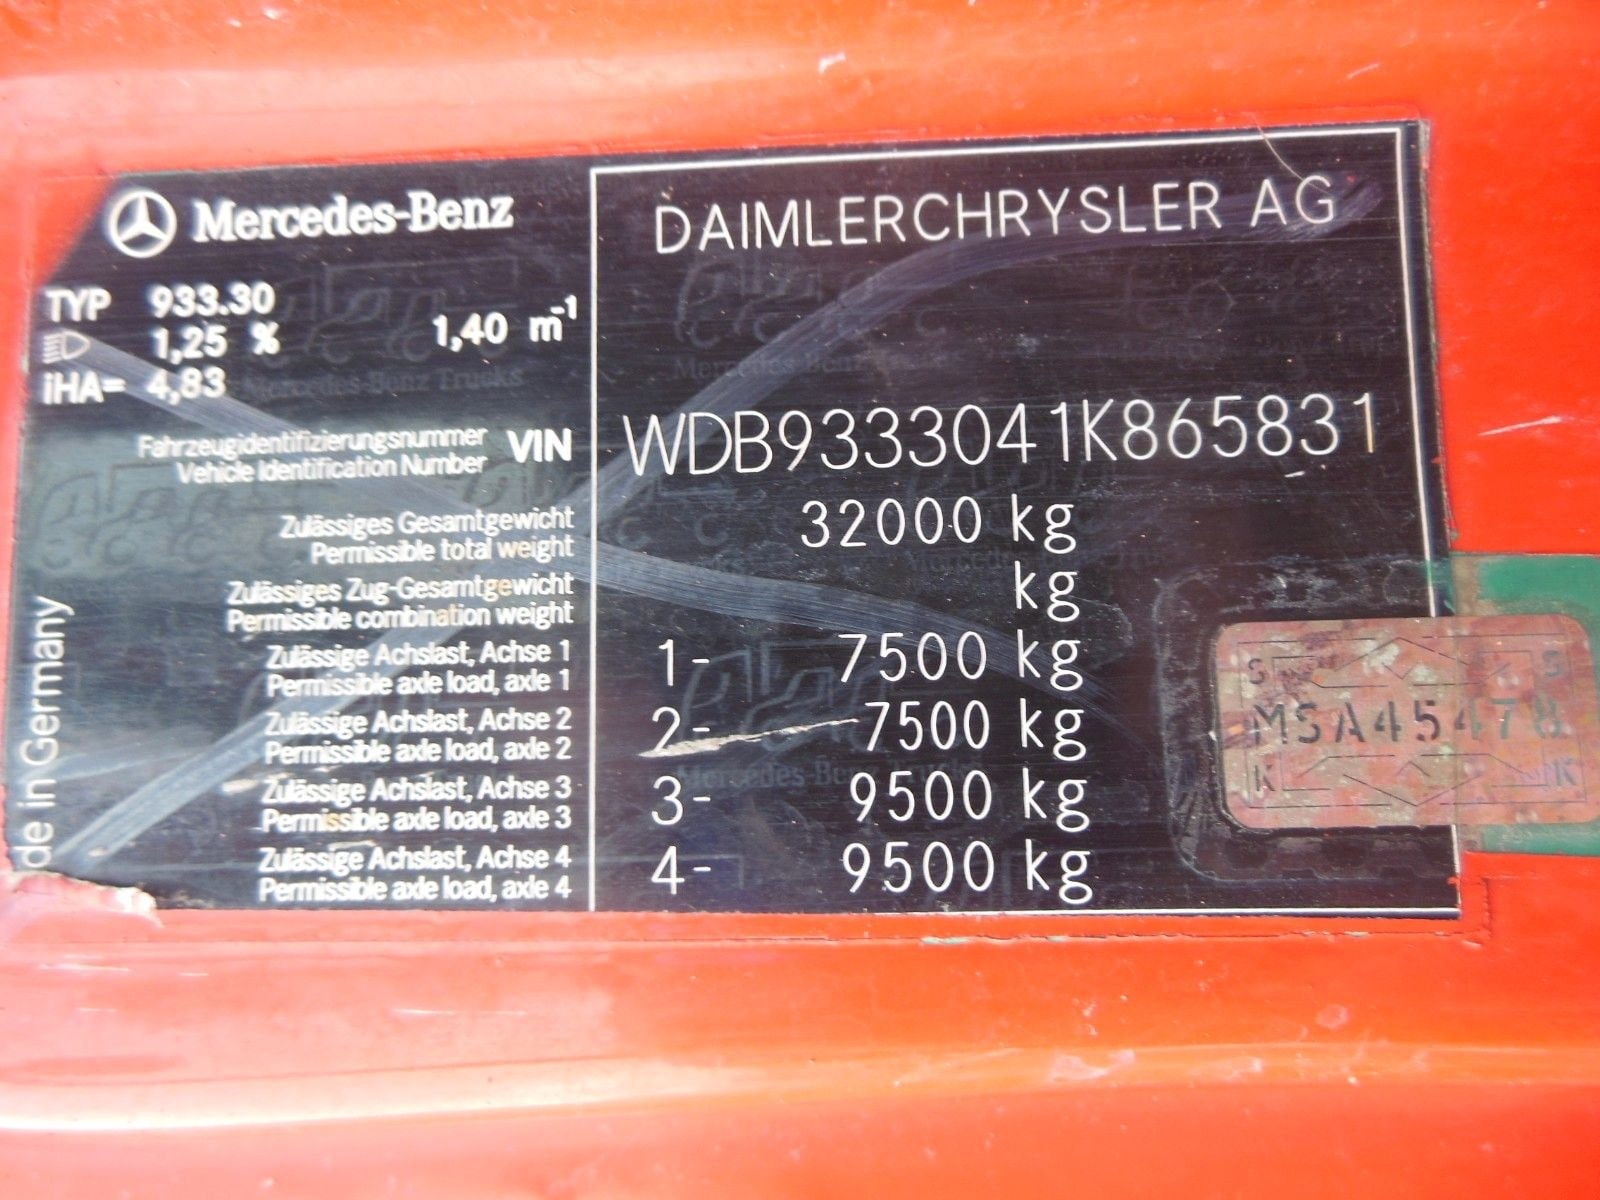 Mercedes-Benz
TYP 933.30
1,25 % 1,40 m⁻¹
iHA= 4,83
DAIMLERCHRYSLER AG
Fahrzeugidentifizierungsnummer
Vehicle Identification Number
VIN WDB9333041K865831
Zulässiges Gesamtgewicht
Permissible total weight
32000 kg
Zulässiges Zug-Gesamtgewicht
Permissible combination weight
kg
Zulässige Achslast, Achse 1
Permissible axle load, axle 1
1- 7500 kg
Zulässige Achslast, Achse 2
Permissible axle load, axle 2
2- 7500 kg
Zulässige Achslast, Achse 3
Permissible axle load, axle 3
3- 9500 kg
Zulässige Achslast, Achse 4
Permissible axle load, axle 4
4- 9500 kg
de in Germany
S S
MSA45478
K K
Mercedes-Benz Trucks